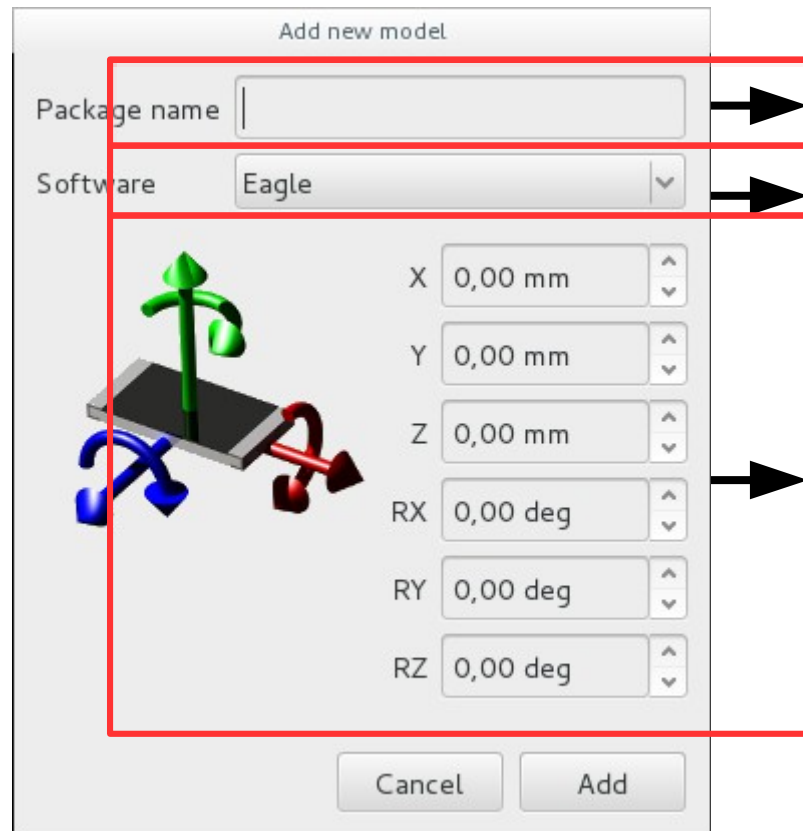 Add new model
Package name
Software Eagle
X 0,00 mm
Y 0,00 mm
Z 0,00 mm
RX 0,00 deg
RY 0,00 deg
RZ 0,00 deg
Cancel Add